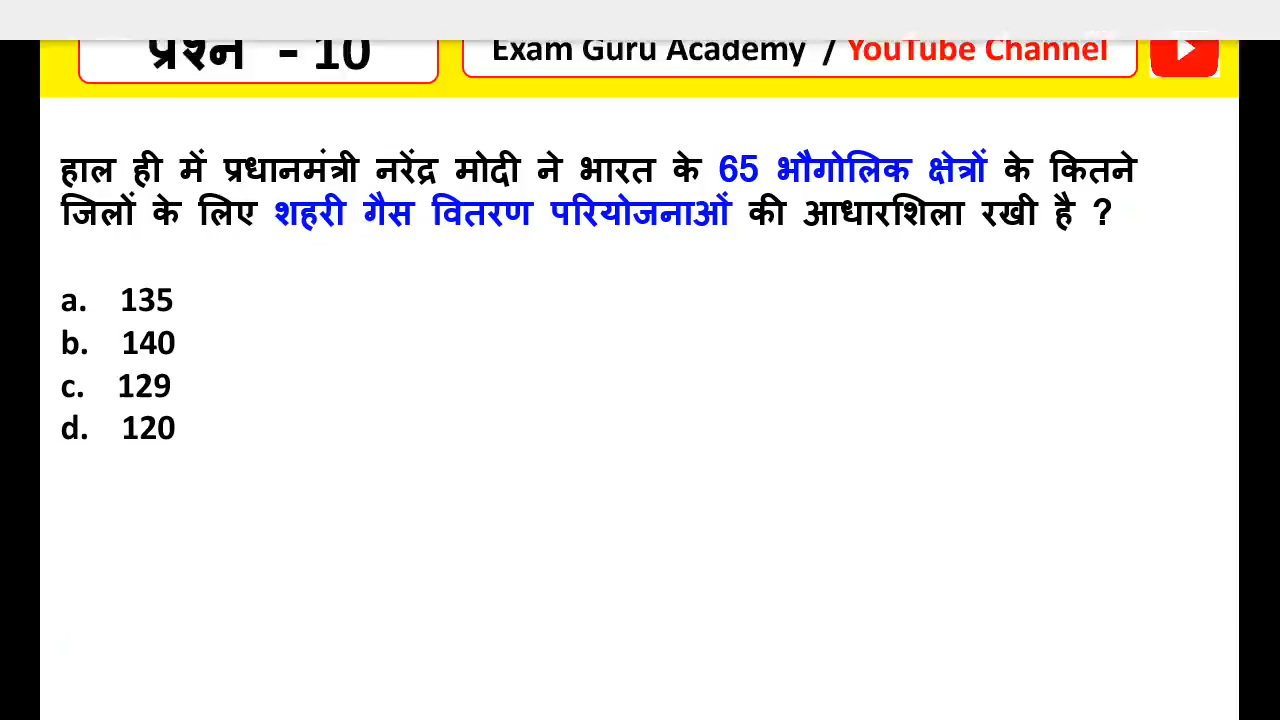 प्रश्न - 10
Exam Guru Academy / YouTube Channel
हाल ही में प्रधानमंत्री नरेंद्र मोदी ने भारत के 65 भौगोलिक क्षेत्रों के कितने
जिलों के लिए शहरी गैस वितरण परियोजनाओं की आधारशिला रखी है ?
a. 135
b. 140
c. 129
d. 120